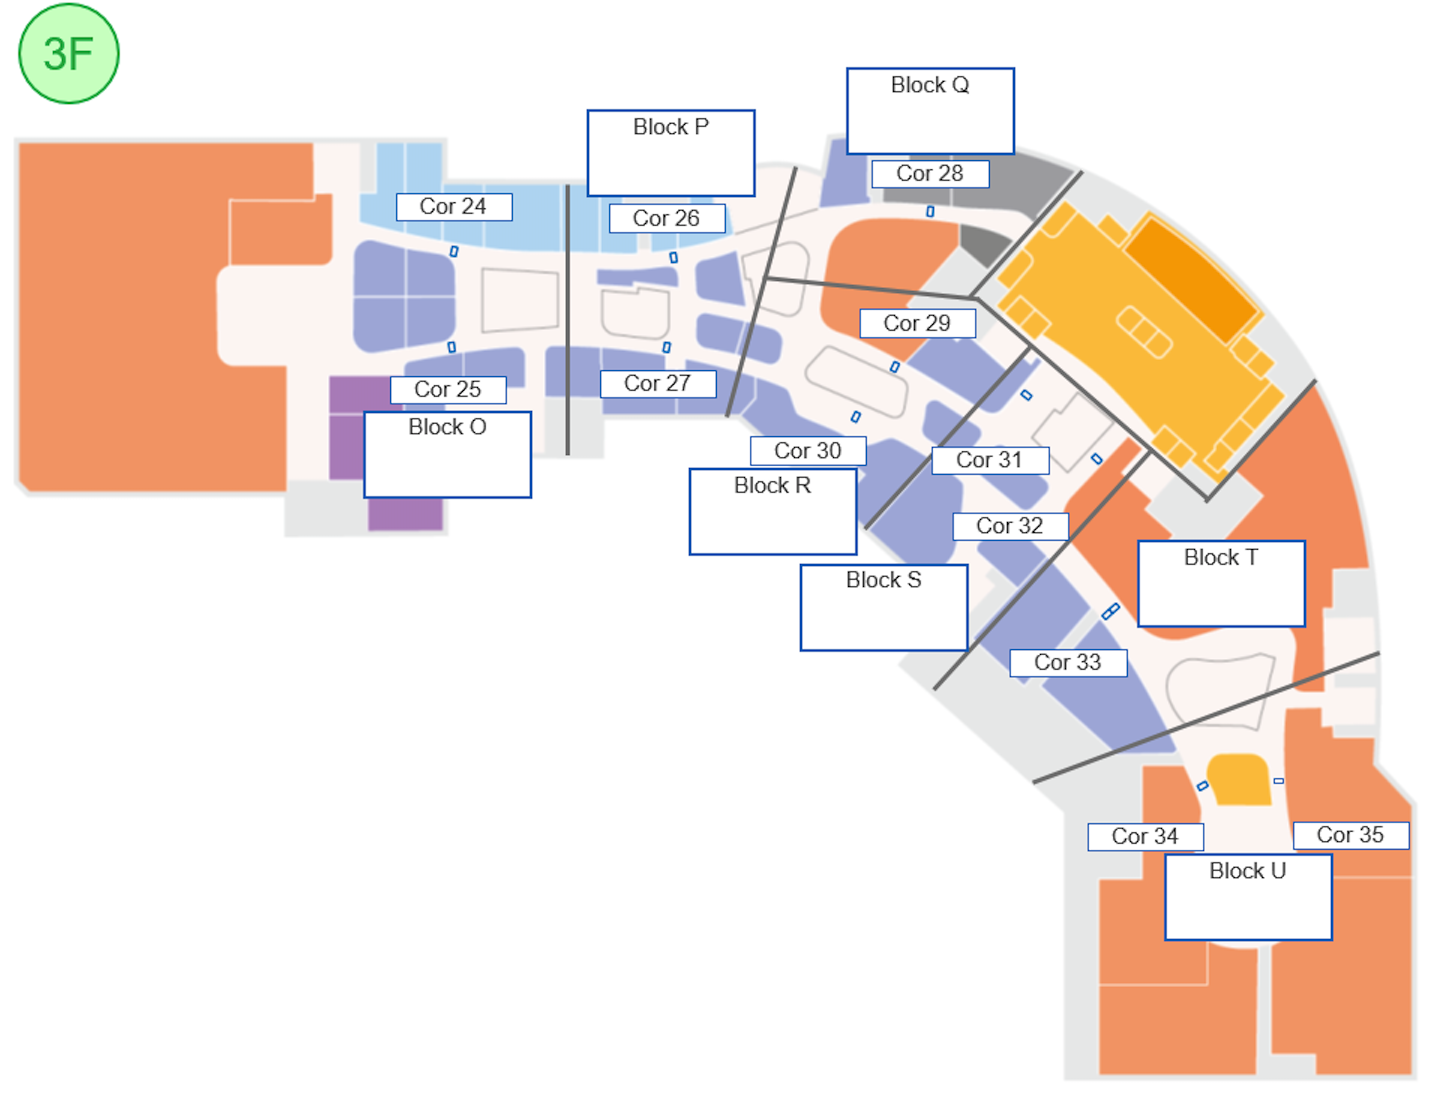 3F
Block Q
Block P
Cor 28
Cor 24
Cor 26
Cor 29
Cor 27
Cor 25
Block O
Cor 30
Cor 31
Block R
Cor 32
Block S
Block T
Cor 33
Cor 34
Cor 35
Block U